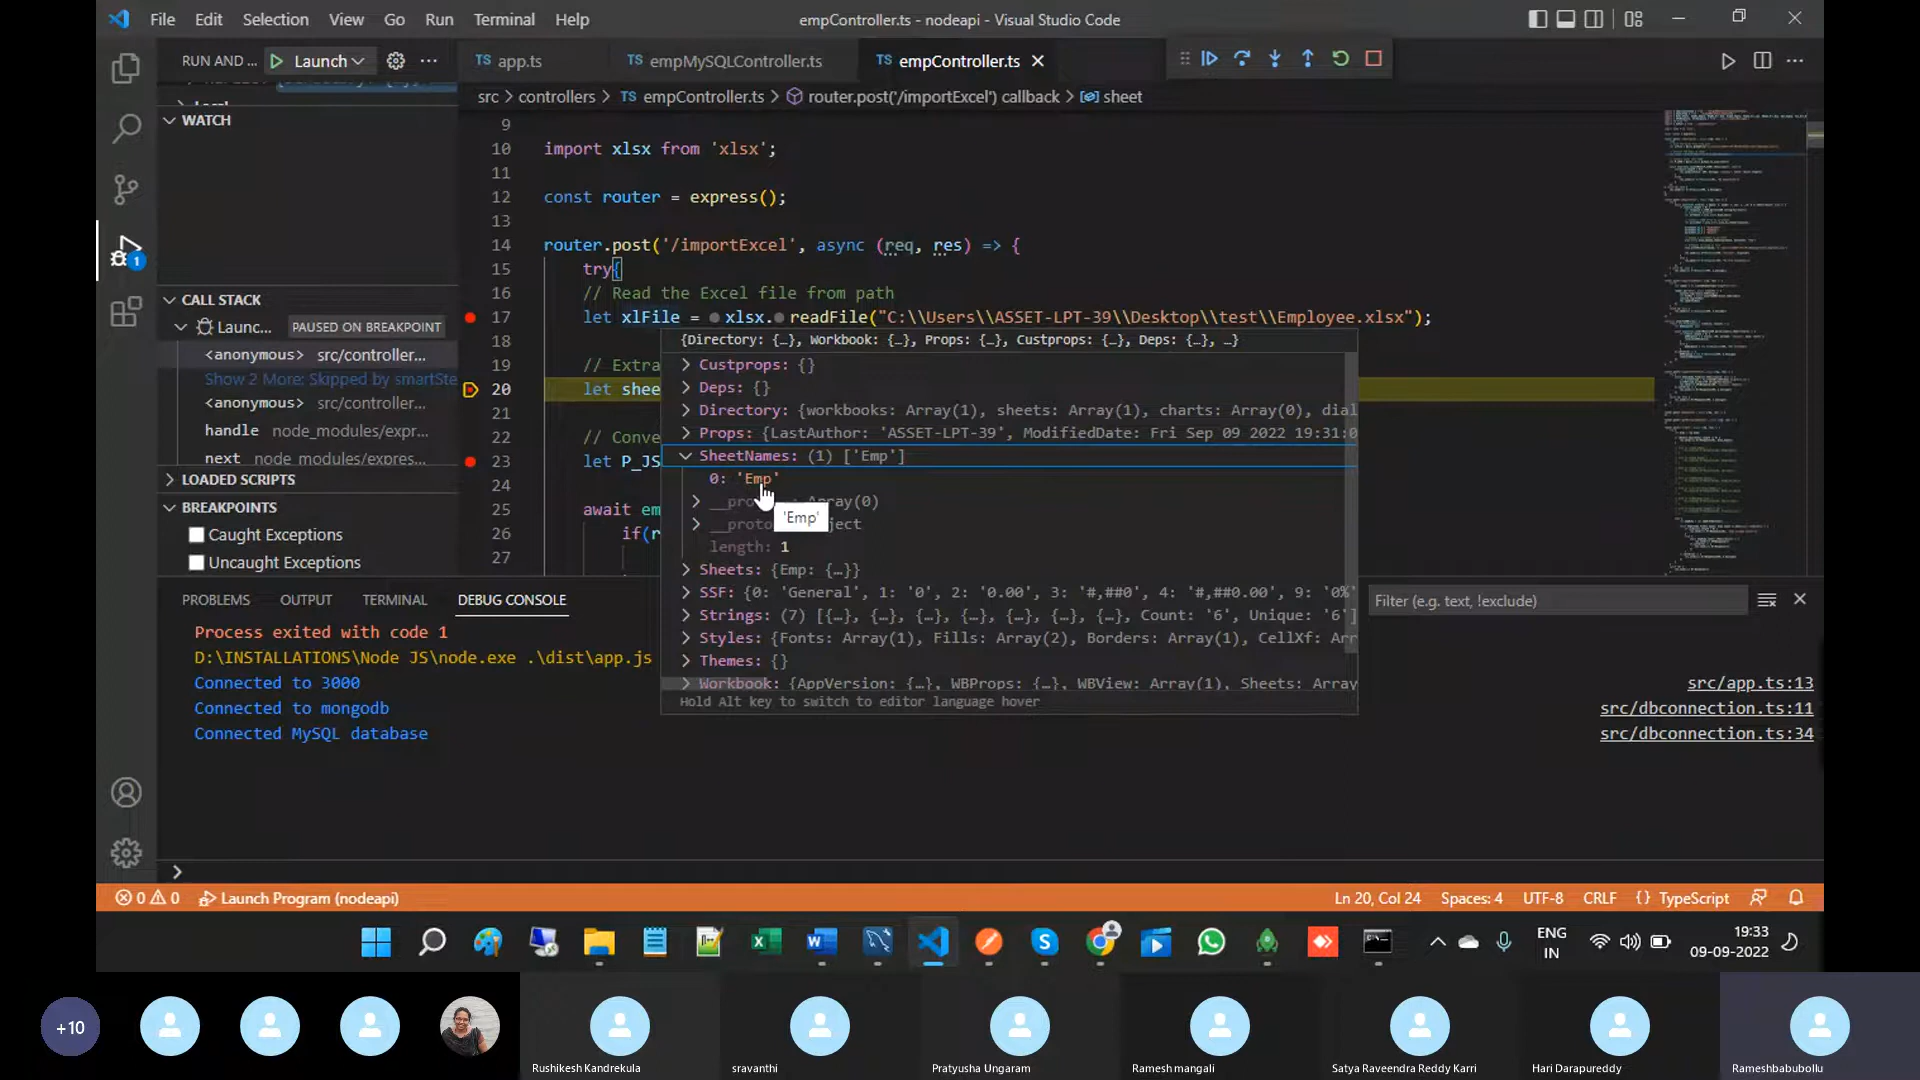 File Edit Selection View Go Run Terminal Help
empController.ts - nodeapi - Visual Studio Code
RUN AND ... Launch ...
TS app.ts TS empMySQLController.ts TS empController.ts
src > controllers > TS empController.ts > router.post('/importExcel') callback > sheet
WATCH
CALL STACK
Launc... PAUSED ON BREAKPOINT
<anonymous> src/controller...
Show 2 More: Skipped by smartSte
<anonymous> src/controller...
handle node_modules/expr...
next node_modules/expres...
LOADED SCRIPTS
BREAKPOINTS
Caught Exceptions
Uncaught Exceptions
1
9
10 import xlsx from 'xlsx';
11
12 const router = express();
13
14 router.post('/importExcel', async (req, res) => {
15 try{
16 // Read the Excel file from path
17 let xlFile = xlsx. readFile("C:\\Users\\ASSET-LPT-39\\Desktop\\test\\Employee.xlsx");
18
19 // Extra
20 let shee
21
22 // Conve
23 let P_JS
24
25 await em
26 if(r
27
{Directory: {…}, Workbook: {…}, Props: {…}, Custprops: {…}, Deps: {…}, …}
Custprops: {}
Deps: {}
Directory: {workbooks: Array(1), sheets: Array(1), charts: Array(0), dial
Props: {LastAuthor: 'ASSET-LPT-39', ModifiedDate: Fri Sep 09 2022 19:31:0
SheetNames: (1) ['Emp']
0: 'Emp'
Array(0)
'Emp'
length: 1
Sheets: {Emp: {…}}
SSF: {0: 'General', 1: '0', 2: '0.00', 3: '#,##0', 4: '#,##0.00', 9: '0%'
Strings: (7) [{…}, {…}, {…}, {…}, {…}, {…}, {…}, Count: '6', Unique: '6']
Styles: {Fonts: Array(1), Fills: Array(2), Borders: Array(1), CellXf: Arr
Themes: {}
Workbook: {AppVersion: {…}, WBProps: {…}, WBView: Array(1), Sheets: Array
Hold Alt key to switch to editor language hover
PROBLEMS OUTPUT TERMINAL DEBUG CONSOLE
Filter (e.g. text, !exclude)
Process exited with code 1
D:\INSTALLATIONS\Node JS\node.exe .\dist\app.js
Connected to 3000 src/app.ts:13
Connected to mongodb src/dbconnection.ts:11
Connected MySQL database src/dbconnection.ts:34
0 0 Launch Program (nodeapi)
Ln 20, Col 24 Spaces: 4 UTF-8 CRLF {} TypeScript
ENG
IN
19:33
09-09-2022
+10
Rushikesh Kandrekula sravanthi Pratyusha Ungaram Ramesh mangali Satya Raveendra Reddy Karri Hari Darapureddy Rameshbabubollu